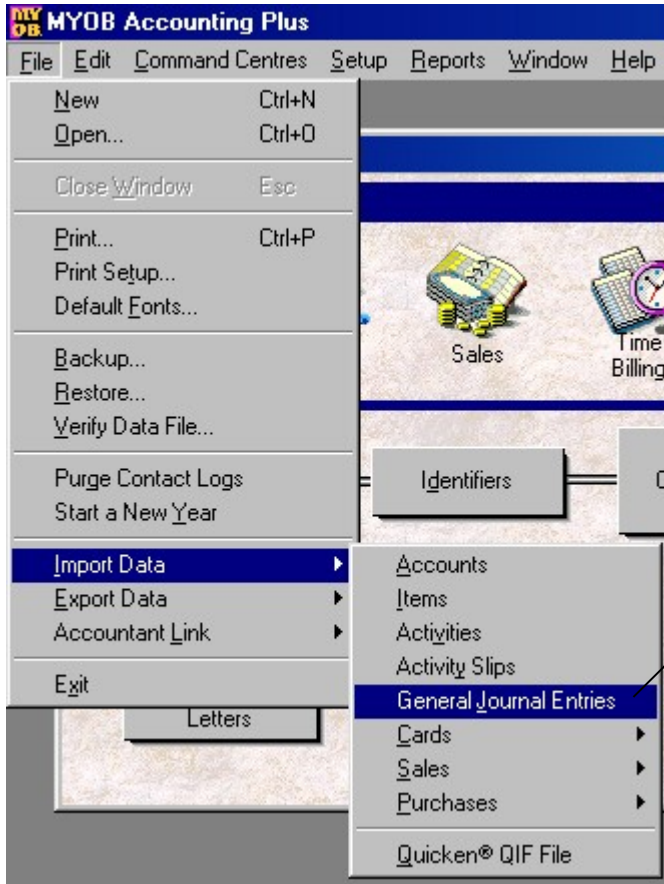 MYOB Accounting Plus
File Edit Command Centres Setup Reports Window Help
New Ctrl+N
Open... Ctrl+O
Close Window Esc
Print... Ctrl+P
Print Setup...
Default Fonts...
Backup...
Restore...
Verify Data File...
Purge Contact Logs
Start a New Year
Import Data
Export Data
Accountant Link
Exit
Sales
Time
Billing
Identifiers
Letters
Accounts
Items
Activities
Activity Slips
General Journal Entries
Cards
Sales
Purchases
Quicken® QIF File